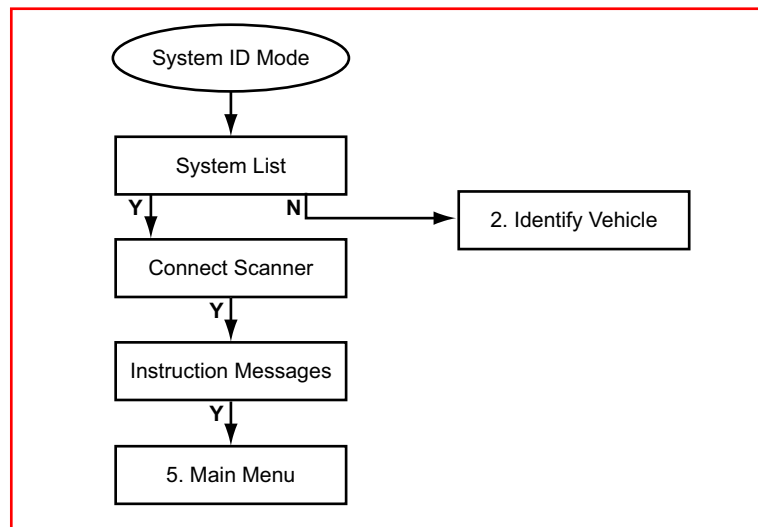 System ID Mode
System List
Y
N
2. Identify Vehicle
Connect Scanner
Y
Instruction Messages
Y
5. Main Menu